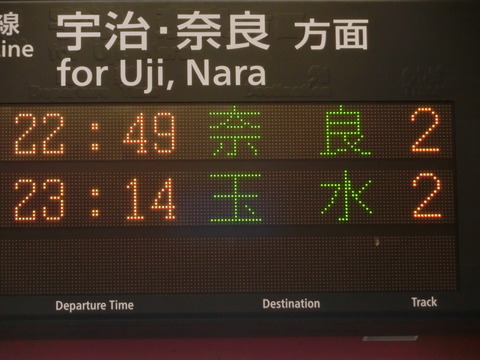 線 宇治・奈良 方面
ine for Uji, Nara
22:49 奈良 2
23:14 玉水 2
Departure Time Destination Track